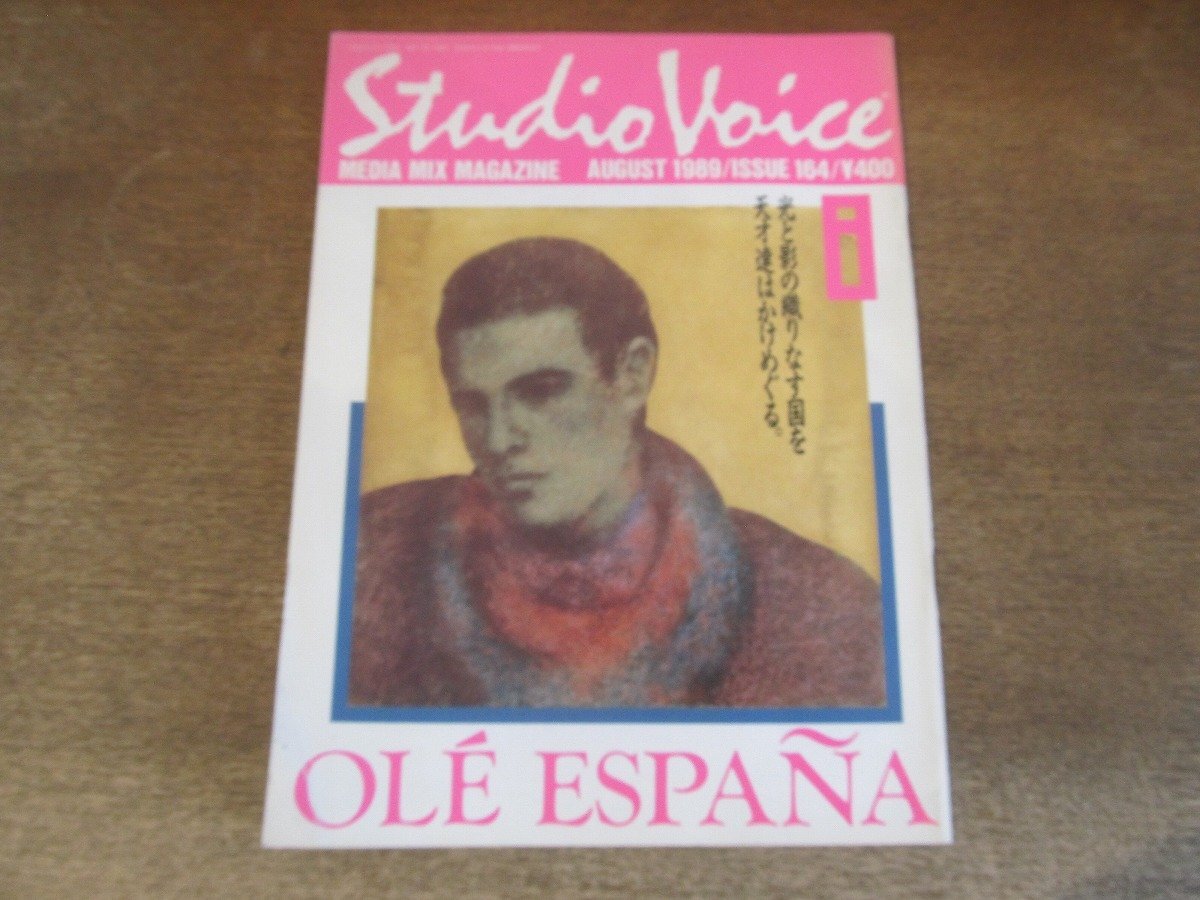 Studio Voice
MEDIA MIX MAGAZINE AUGUST 1989/ISSUE 164/¥400
i
光と影の織りなす国を
天才達はかけめぐる。
OLÉ ESPAÑA